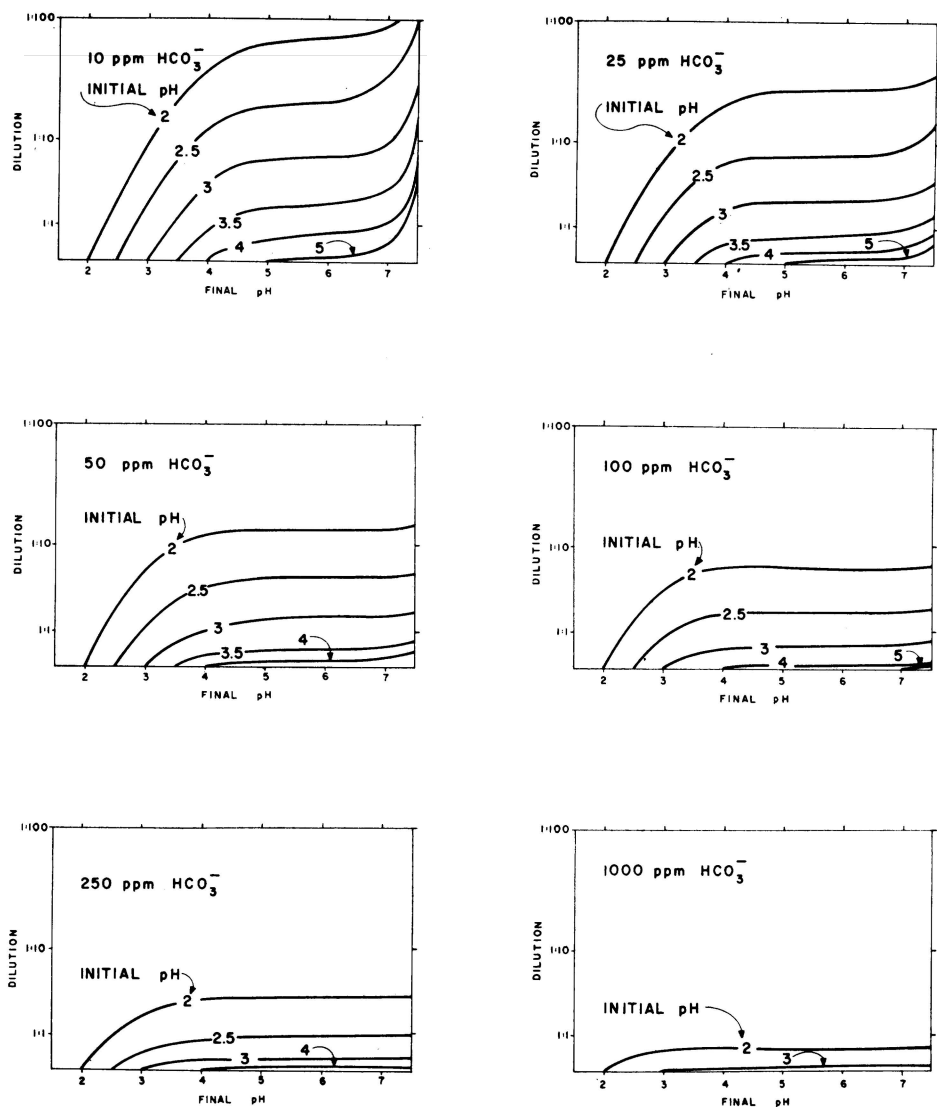 1:100
10 ppm HCO3−
INITIAL pH
2
1:10
2.5
3
3.5
1:1
4
5
DILUTION
2 3 4 5 6 7
FINAL pH
1:100
25 ppm HCO3−
INITIAL pH
2
1:10
2.5
3
3.5
1:1
4
5
DILUTION
2 3 4 5 6 7
FINAL pH
1:100
50 ppm HCO3−
INITIAL pH
2
1:10
2.5
3
1:1
4
3.5
DILUTION
2 3 4 5 6 7
FINAL pH
1:100
100 ppm HCO3−
INITIAL pH
1:10
2
2.5
1:1
3
4
5
DILUTION
2 3 4 5 6 7
FINAL pH
1:100
250 ppm HCO3−
1:10
INITIAL pH
2
1:1
2.5
3
4
DILUTION
2 3 4 5 6 7
FINAL pH
1:100
1000 ppm HCO3−
1:10
INITIAL pH
1:1
2
3
DILUTION
2 3 4 5 6 7
FINAL pH